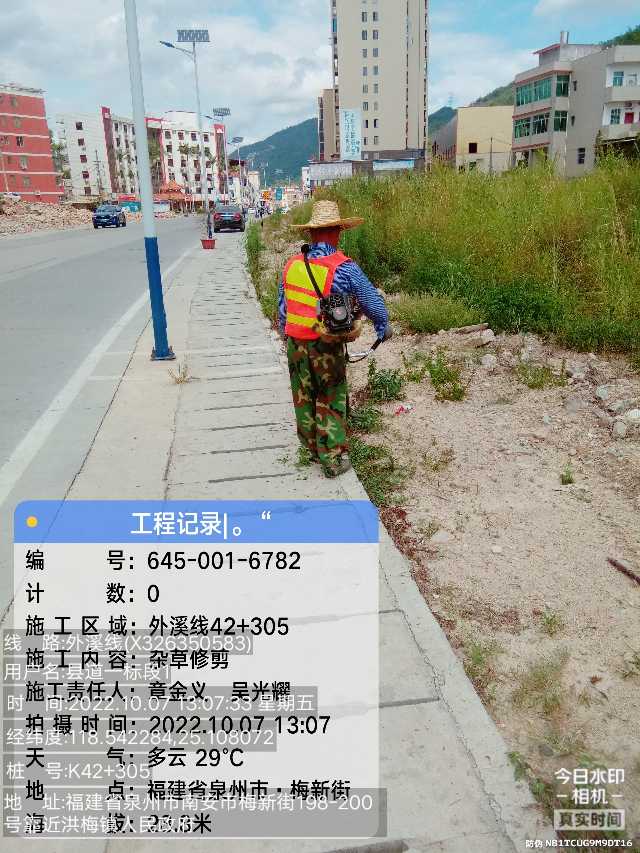 工程记录|。“
编 号：645-001-6782
计 数：0
施工区域：外溪线42+305
线 路:外溪线(X326350583)
施工内容：杂草修剪
用户名:县道一标段1
施工责任人：章金义 吴光耀
时 间:2022.10.07 13:07:33 星期五
拍摄时间：2022.10.07 13:07
经纬度:118.542284,25.108072
天 气：多云 29℃
桩 号:K42+305
地 点：福建省泉州市·梅新街
地 址:福建省泉州市南安市梅新街198-200
号靠近洪梅镇人民政府
海 拔：28.8米
今日水印
相机
真实时间
防伪 NB1TCUG9M9DT16